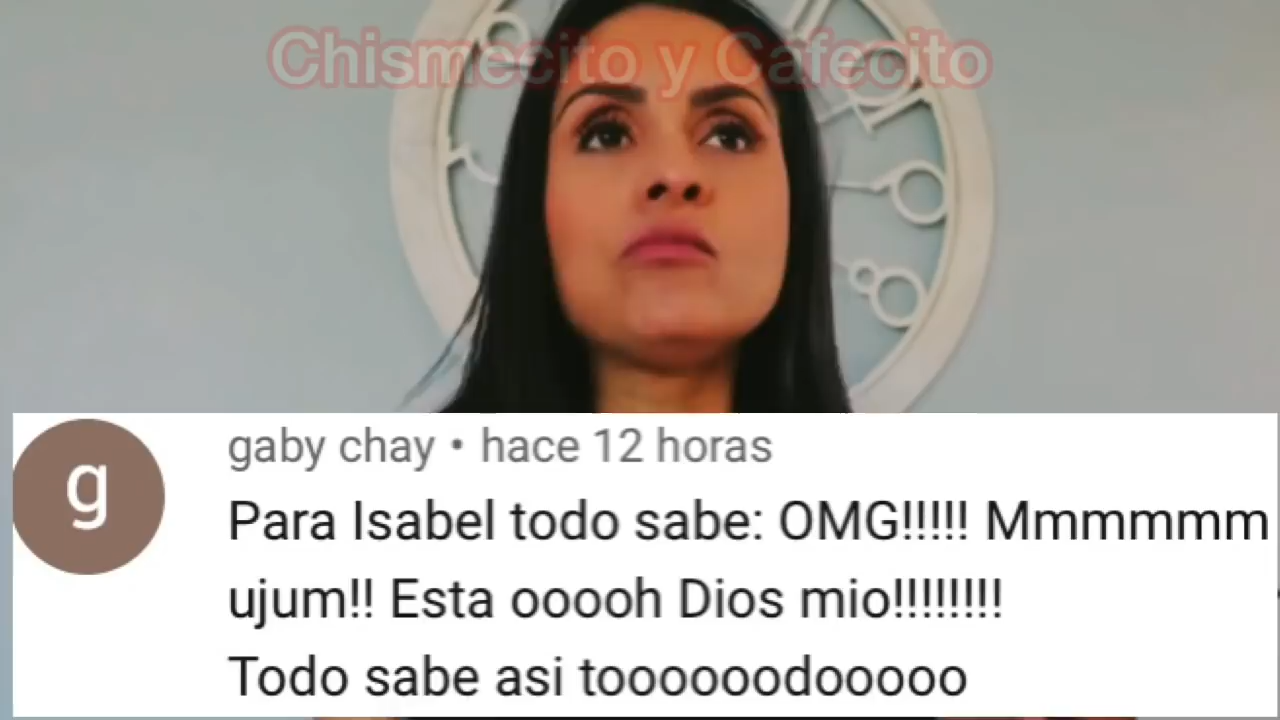 Chismecito y Cafecito
g
gaby chay • hace 12 horas
Para Isabel todo sabe: OMG!!!!! Mmmmmm
ujum!! Esta ooooh Dios mio!!!!!!!!
Todo sabe asi toooooodooooo